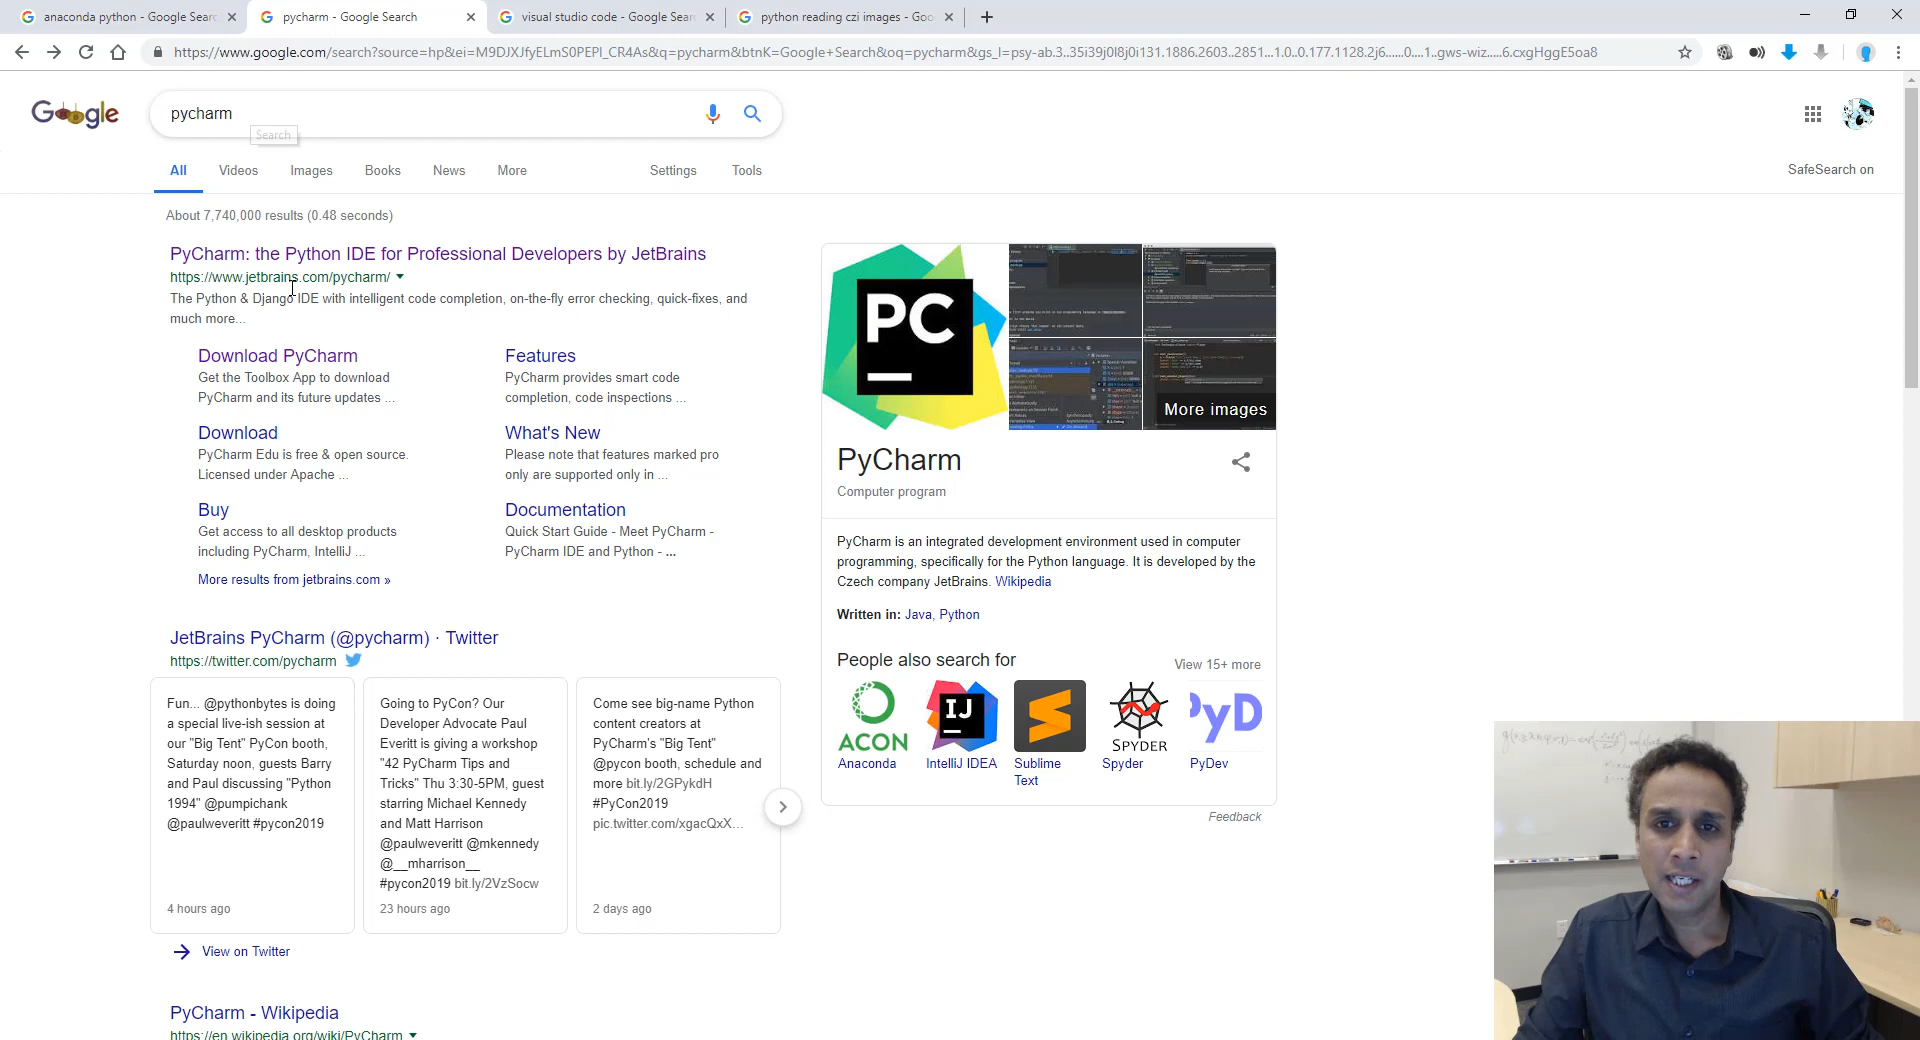 anaconda python - Google Sear
pycharm - Google Search
visual studio code - Google Sear
python reading czi images - Goo
https://www.google.com/search?source=hp&ei=M9DJXJfyELmS0PEPl_CR4As&q=pycharm&btnK=Google+Search&oq=pycharm&gs_l=psy-ab.3..35i39j0l8j0i131.1886.2603..2851...1.0..0.177.1128.2j6......0....1..gws-wiz.....6.cxgHggE5oa8
Google
pycharm
Search
All
Videos
Images
Books
News
More
Settings
Tools
SafeSearch on
About 7,740,000 results (0.48 seconds)
PyCharm: the Python IDE for Professional Developers by JetBrains
https://www.jetbrains.com/pycharm/
The Python & Django IDE with intelligent code completion, on-the-fly error checking, quick-fixes, and
much more...
Download PyCharm
Get the Toolbox App to download
PyCharm and its future updates ...
Features
PyCharm provides smart code
completion, code inspections ...
Download
PyCharm Edu is free & open source.
Licensed under Apache ...
What's New
Please note that features marked pro
only are supported only in ...
Buy
Get access to all desktop products
including PyCharm, IntelliJ ...
Documentation
Quick Start Guide - Meet PyCharm -
PyCharm IDE and Python - ...
More results from jetbrains.com »
JetBrains PyCharm (@pycharm) · Twitter
https://twitter.com/pycharm
Fun... @pythonbytes is doing
a special live-ish session at
our "Big Tent" PyCon booth,
Saturday noon, guests Barry
and Paul discussing "Python
1994" @pumpichank
@paulweveritt #pycon2019
4 hours ago
Going to PyCon? Our
Developer Advocate Paul
Everitt is giving a workshop
"42 PyCharm Tips and
Tricks" Thu 3:30-5PM, guest
starring Michael Kennedy
and Matt Harrison
@paulweveritt @mkennedy
@__mharrison__
#pycon2019 bit.ly/2VzSocw
23 hours ago
Come see big-name Python
content creators at
PyCharm's "Big Tent"
@pycon booth, schedule and
more bit.ly/2GPykdH
#PyCon2019
pic.twitter.com/xgacQxX...
2 days ago
View on Twitter
PyCharm - Wikipedia
https://en.wikipedia.org/wiki/PyCharm
PC
More images
PyCharm
Computer program
PyCharm is an integrated development environment used in computer
programming, specifically for the Python language. It is developed by the
Czech company JetBrains. Wikipedia
Written in: Java, Python
People also search for
View 15+ more
ACON
IJ
SPYDER
PyD
Anaconda
IntelliJ IDEA
Sublime
Text
Spyder
PyDev
Feedback